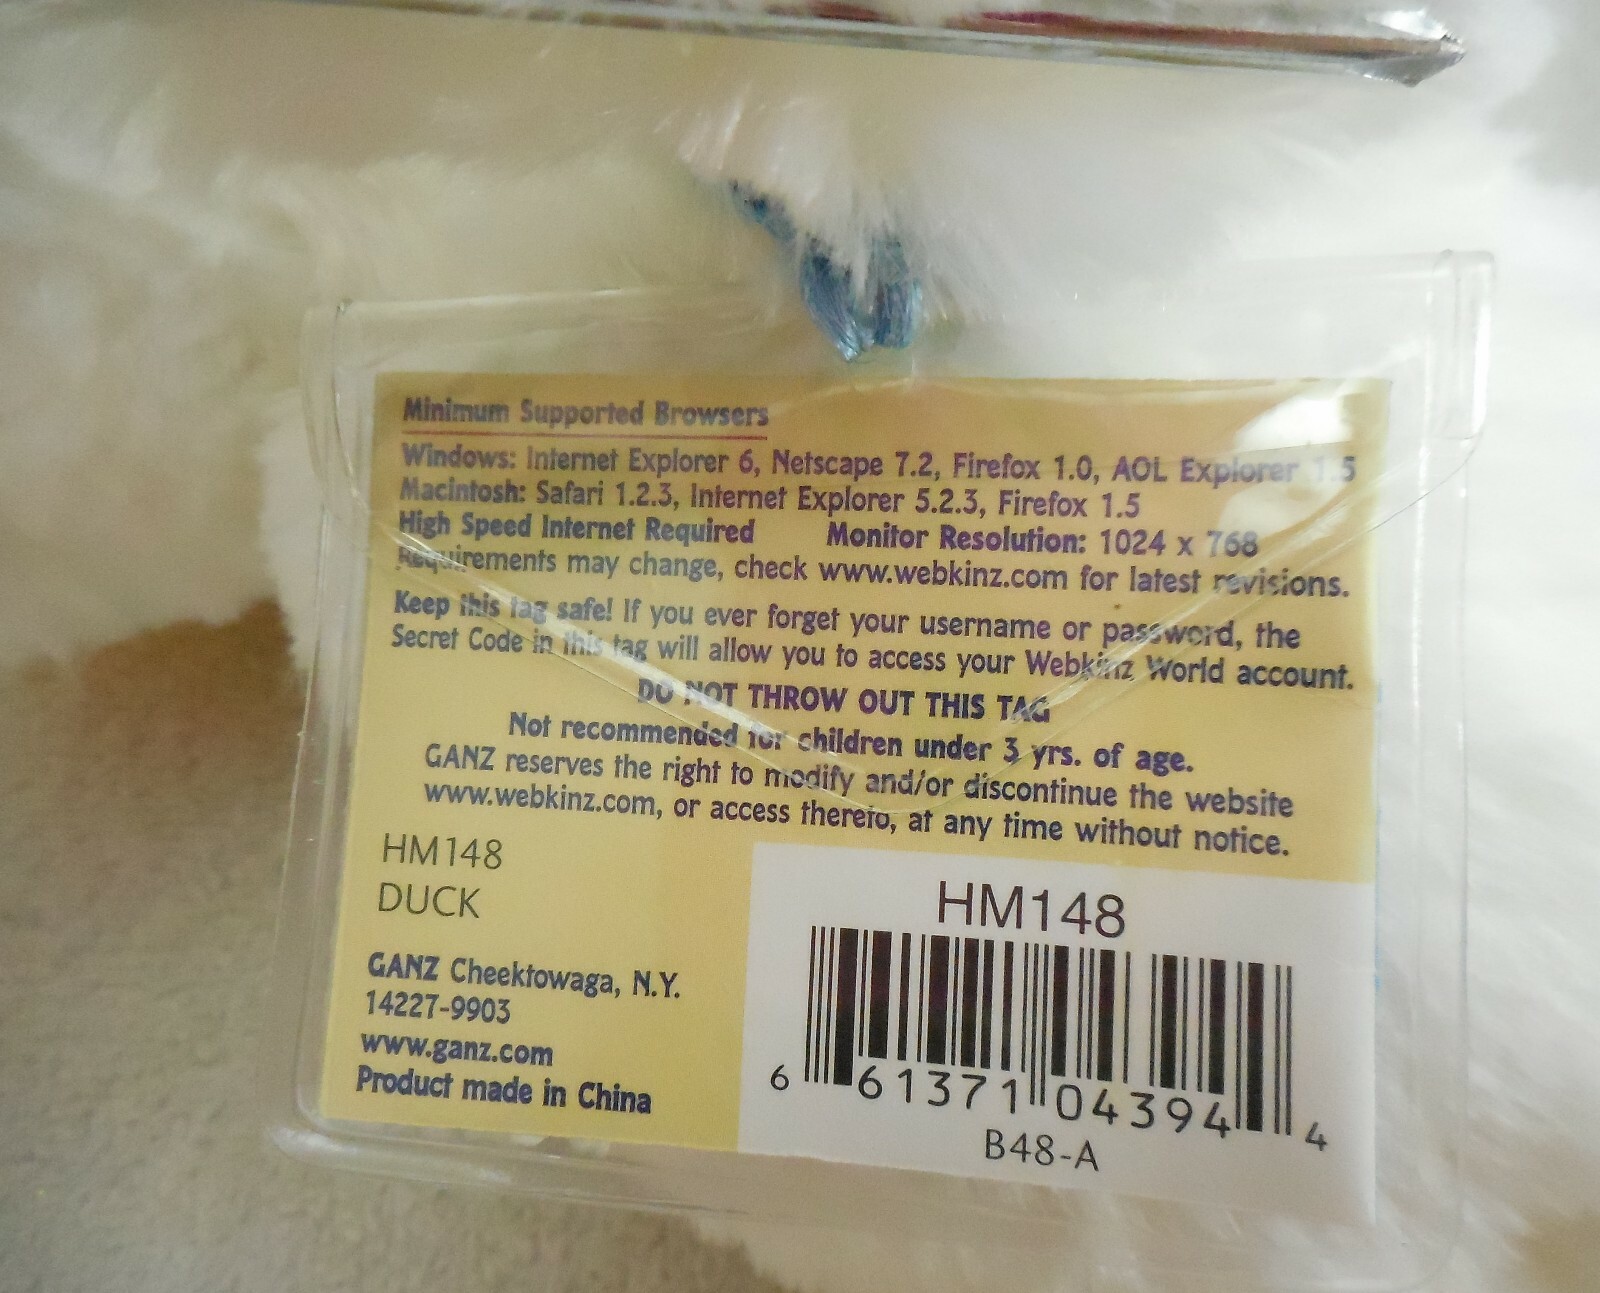 Minimum Supported Browsers
Windows: Internet Explorer 6, Netscape 7.2, Firefox 1.0, AOL Explorer 1.5
Macintosh: Safari 1.2.3, Internet Explorer 5.2.3, Firefox 1.5
High Speed Internet Required Monitor Resolution: 1024 x 768
Requirements may change, check www.webkinz.com for latest revisions.
Keep this tag safe! If you ever forget your username or password, the
Secret Code in this tag will allow you to access your Webkinz World account.
DO NOT THROW OUT THIS TAG
Not recommended for children under 3 yrs. of age.
GANZ reserves the right to modify and/or discontinue the website
www.webkinz.com, or access thereto, at any time without notice.
HM148
DUCK
GANZ Cheektowaga, N.Y.
14227-9903
www.ganz.com
Product made in China
HM148
6 61371 04394 4
B48-A